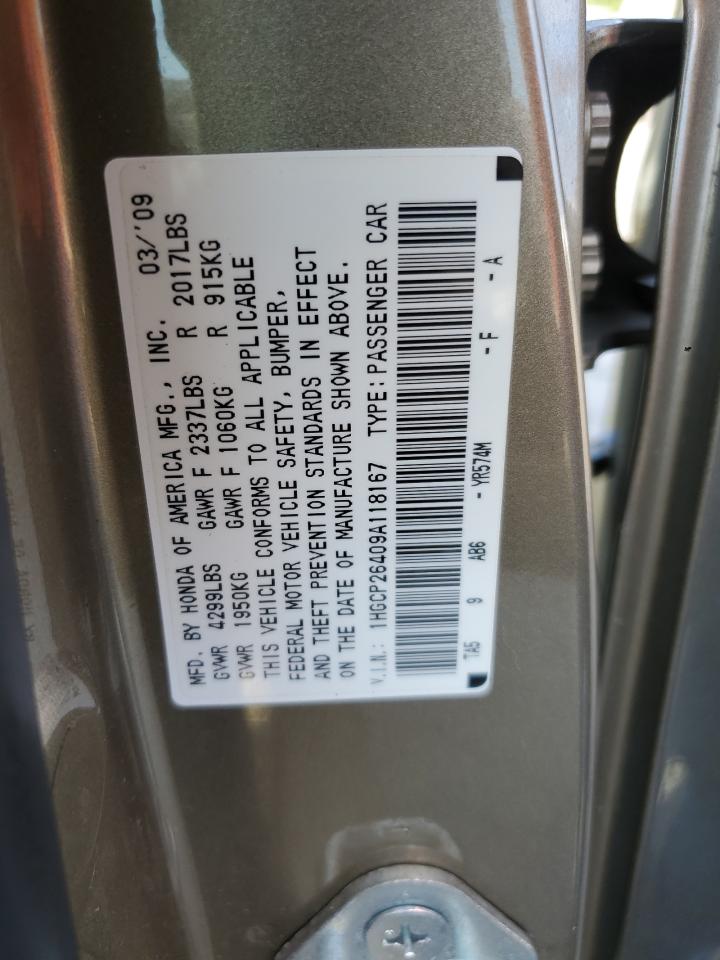 MFD. BY HONDA OF AMERICA MFG., INC. 03/'09
GVWR 4299LBS GAWR F 2337LBS R 2017LBS
GVWR 1950KG GAWR F 1060KG R 915KG
THIS VEHICLE CONFORMS TO ALL APPLICABLE
FEDERAL MOTOR VEHICLE SAFETY, BUMPER,
AND THEFT PREVENTION STANDARDS IN EFFECT
ON THE DATE OF MANUFACTURE SHOWN ABOVE.
V.I.N.: 1HGCP26409A118167 TYPE:PASSENGER CAR
TA5 9 AB6 - YR574M - F - A